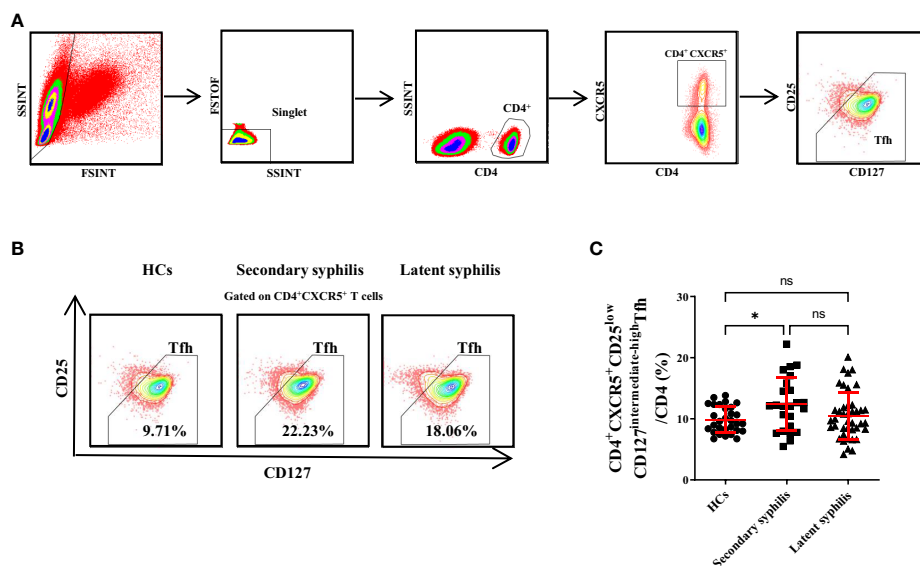 A
SSINT
FSINT
FSTOF
Singlet
SSINT
SSINT
CD4⁺
CD4
CXCR5
CD4⁺ CXCR5⁺
CD4
CD25
Tfh
CD127
B
HCs
Secondary syphilis
Latent syphilis
Gated on CD4⁺CXCR5⁺ T cells
CD25
Tfh
9.71%
Tfh
22.23%
Tfh
18.06%
CD127
C
CD4⁺CXCR5⁺CD25ˡᵒʷ
CD127ⁱⁿᵗᵉʳᵐᵉᵈⁱᵃᵗᵉ⁻ʰⁱᵍʰTfh
/CD4 (%)
ns
*
ns
30
20
10
0
HCs
Secondary syphilis
Latent syphilis